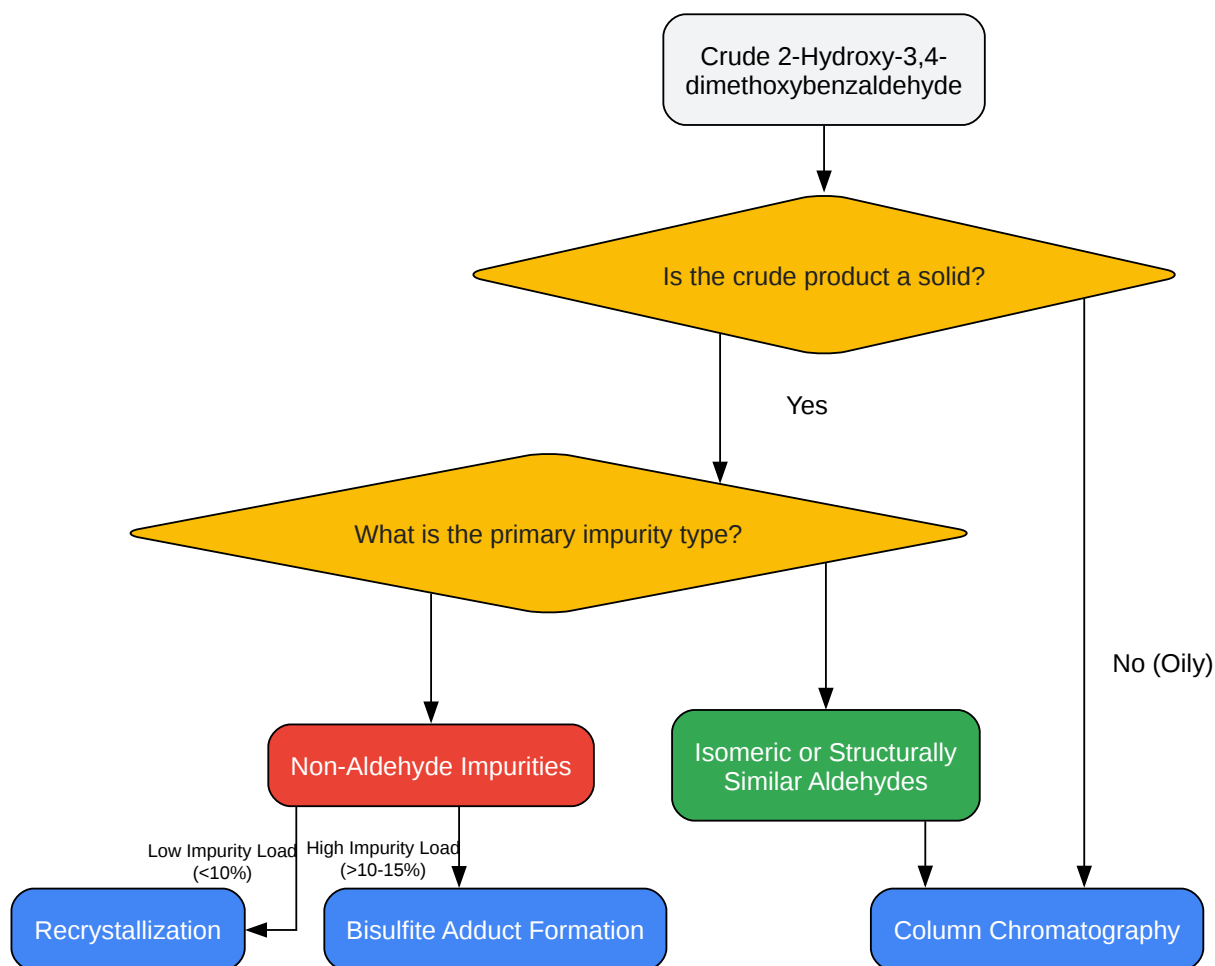 Crude 2-Hydroxy-3,4-
dimethoxybenzaldehyde
Is the crude product a solid?
Yes
What is the primary impurity type?
No (Oily)
Non-Aldehyde Impurities
Isomeric or Structurally
Similar Aldehydes
Low Impurity Load
(<10%)
High Impurity Load
(>10-15%)
Recrystallization
Bisulfite Adduct Formation
Column Chromatography